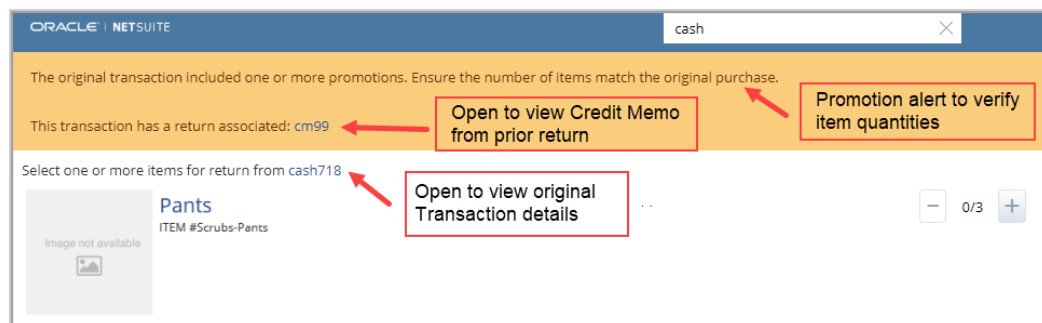 ORACLE | NETSUITE
cash
The original transaction included one or more promotions. Ensure the number of items match the original purchase.
Promotion alert to verify
item quantities
This transaction has a return associated: cm99
Open to view Credit Memo
from prior return
Select one or more items for return from cash718
Open to view original
Transaction details
Pants
ITEM #Scrubs-Pants
Image not available
0/3